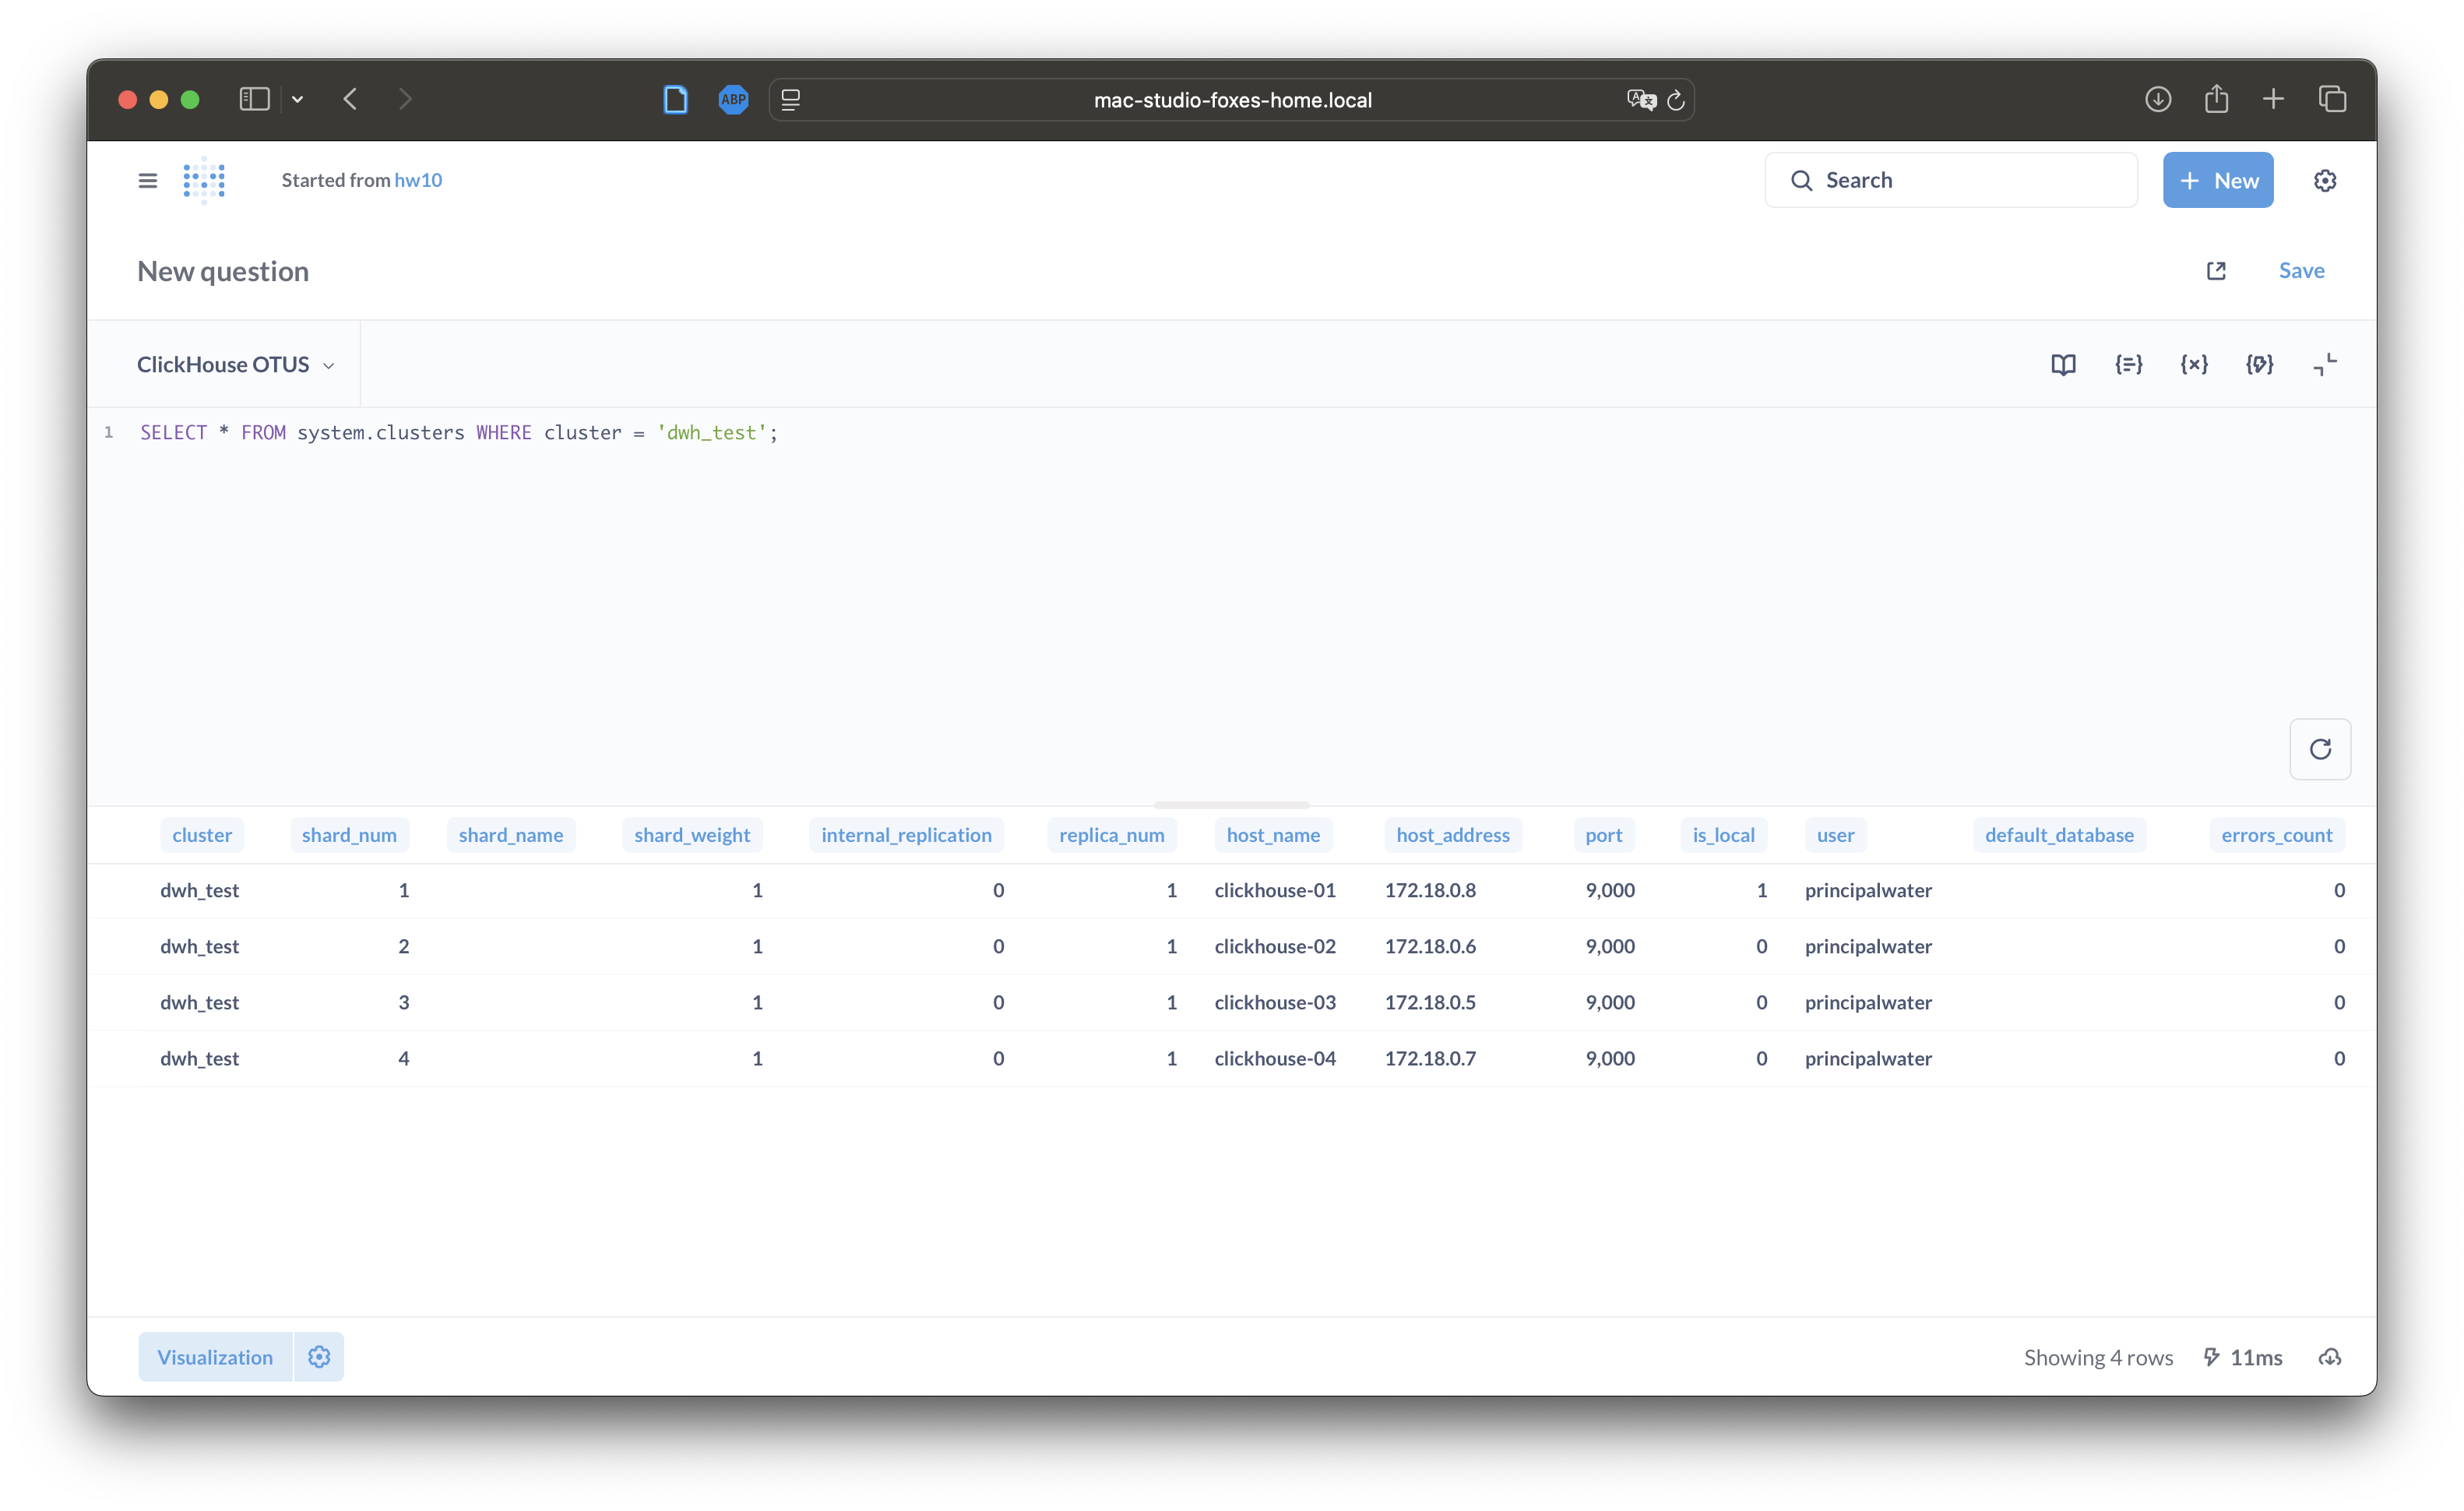 ABP
mac-studio-foxes-home.local
Started from hw10
Search
+ New
New question
Save
ClickHouse OTUS
1 SELECT * FROM system.clusters WHERE cluster = 'dwh_test';
cluster shard_num shard_name shard_weight internal_replication replica_num host_name host_address port is_local user default_database errors_count
dwh_test 1 1 0 1 clickhouse-01 172.18.0.8 9,000 1 principalwater 0
dwh_test 2 1 0 1 clickhouse-02 172.18.0.6 9,000 0 principalwater 0
dwh_test 3 1 0 1 clickhouse-03 172.18.0.5 9,000 0 principalwater 0
dwh_test 4 1 0 1 clickhouse-04 172.18.0.7 9,000 0 principalwater 0
Visualization
Showing 4 rows 11ms